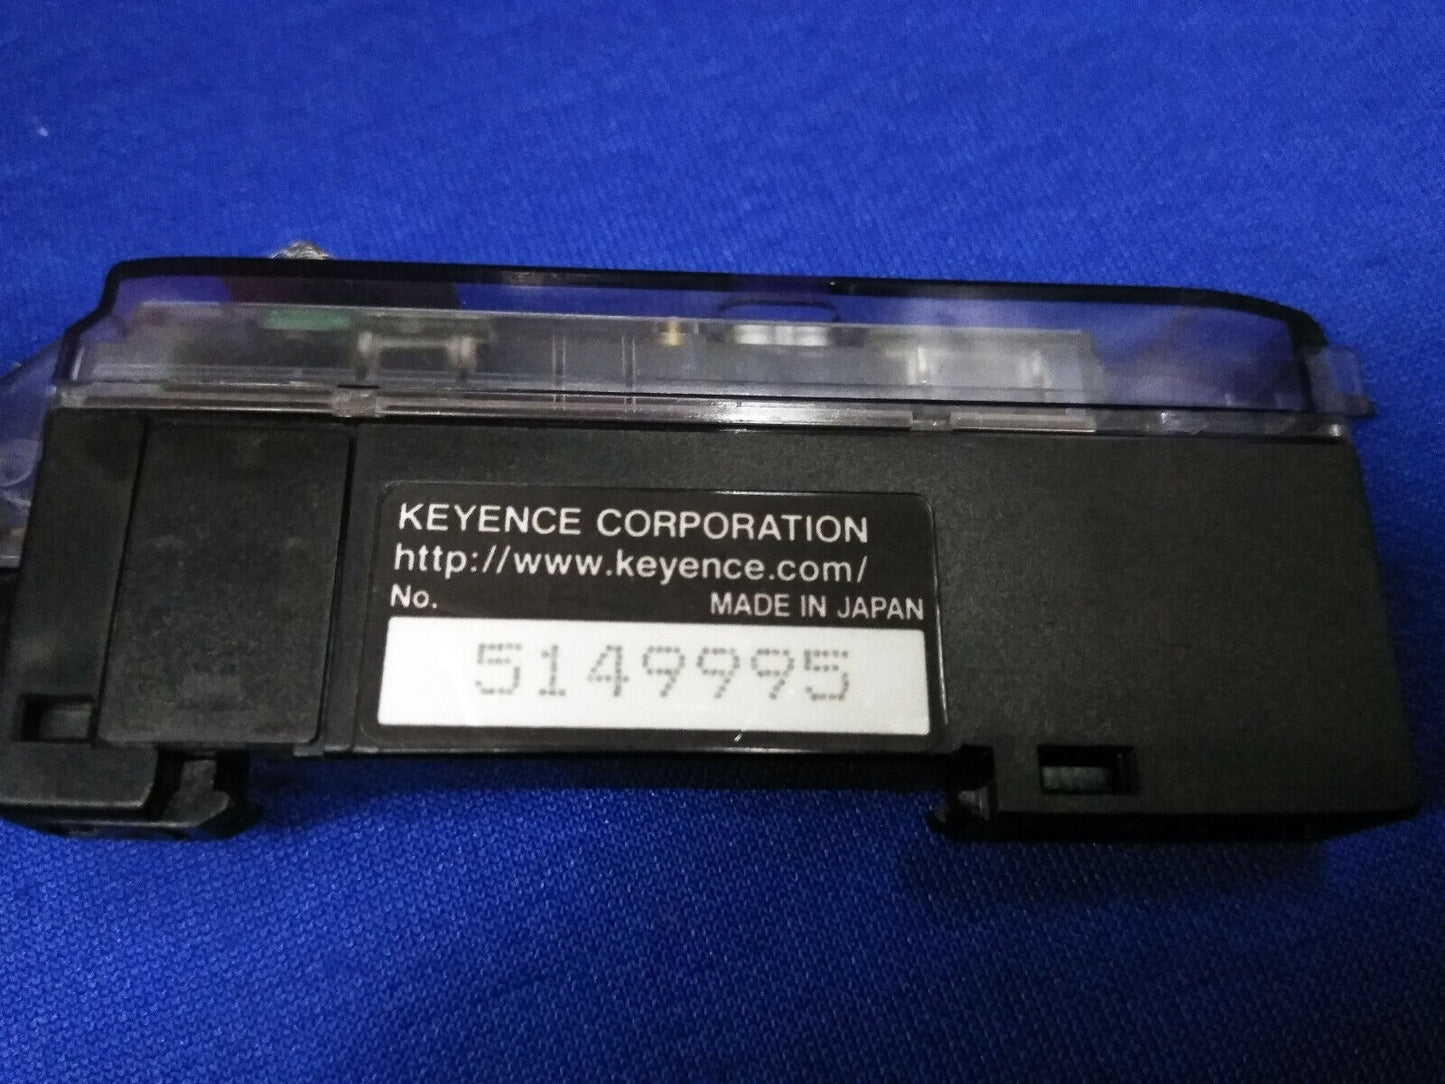 KEYENCE CORPORATION
http://www.keyence.com/
No. MADE IN JAPAN
5149995